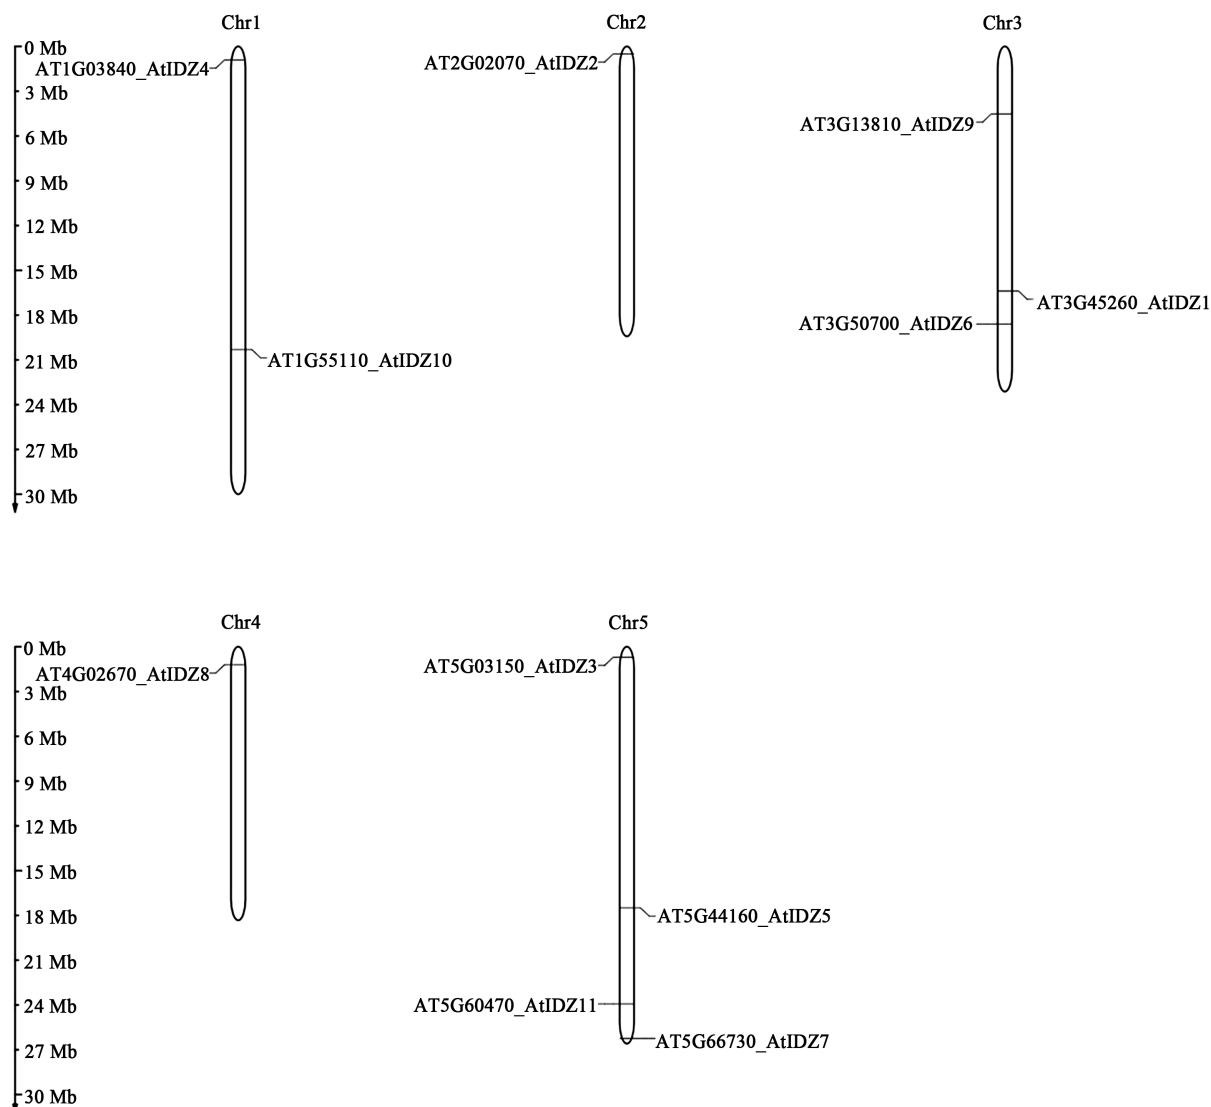 Chr1
Chr2
Chr3
0 Mb
AT1G03840_AtIDZ4
AT2G02070_AtIDZ2
3 Mb
AT3G13810_AtIDZ9
6 Mb
9 Mb
12 Mb
15 Mb
AT3G45260_AtIDZ1
18 Mb
AT3G50700_AtIDZ6
21 Mb
AT1G55110_AtIDZ10
24 Mb
27 Mb
30 Mb
Chr4
Chr5
0 Mb
AT4G02670_AtIDZ8
AT5G03150_AtIDZ3
3 Mb
6 Mb
9 Mb
12 Mb
15 Mb
18 Mb
AT5G44160_AtIDZ5
21 Mb
24 Mb
AT5G60470_AtIDZ11
AT5G66730_AtIDZ7
27 Mb
30 Mb